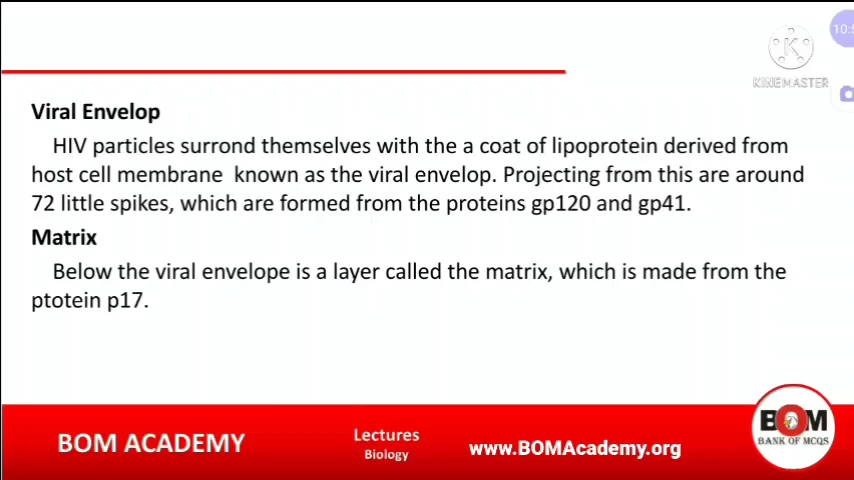 10:5
K
KINEMASTER
Viral Envelop
HIV particles surrond themselves with the a coat of lipoprotein derived from
host cell membrane known as the viral envelop. Projecting from this are around
72 little spikes, which are formed from the proteins gp120 and gp41.
Matrix
Below the viral envelope is a layer called the matrix, which is made from the
ptotein p17.
BOM ACADEMY
Lectures
Biology
www.BOMAcademy.org
BOM
BANK OF MCQS